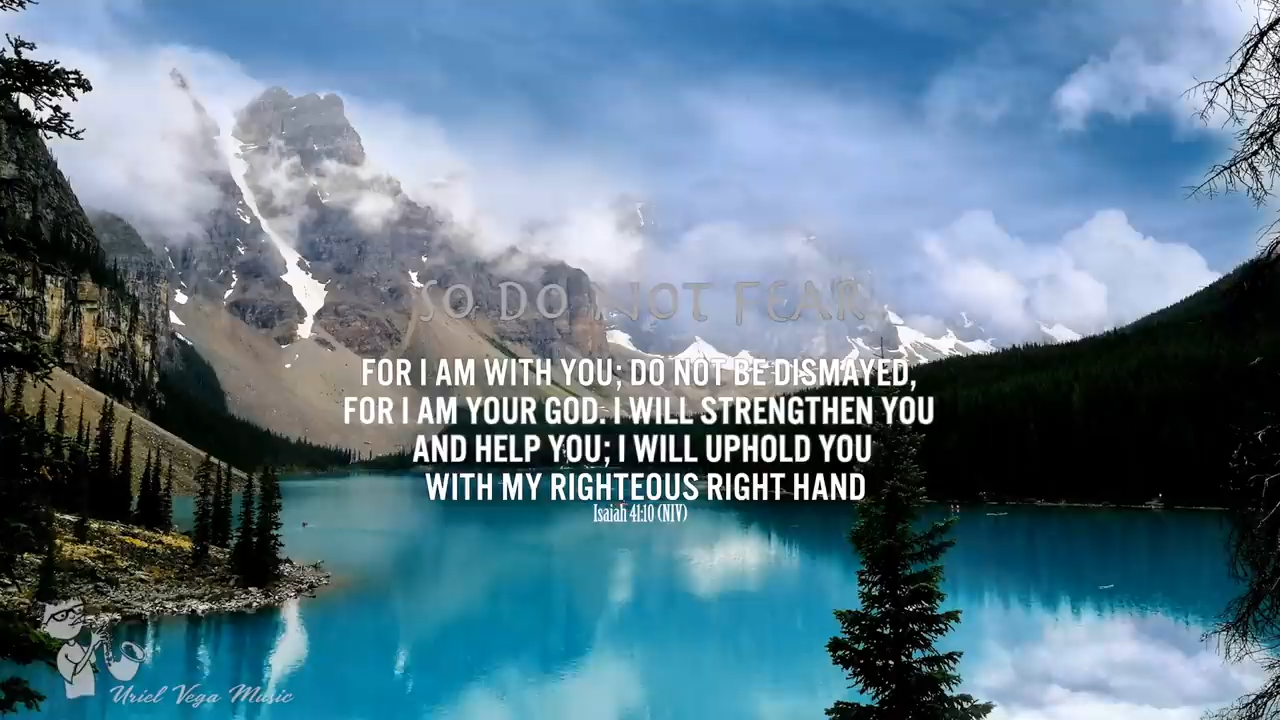 SO DO NOT FEAR
FOR I AM WITH YOU; DO NOT BE DISMAYED,
FOR I AM YOUR GOD. I WILL STRENGTHEN YOU
AND HELP YOU; I WILL UPHOLD YOU
WITH MY RIGHTEOUS RIGHT HAND
Isaiah 41:10 (NIV)
Uriel Vega Music